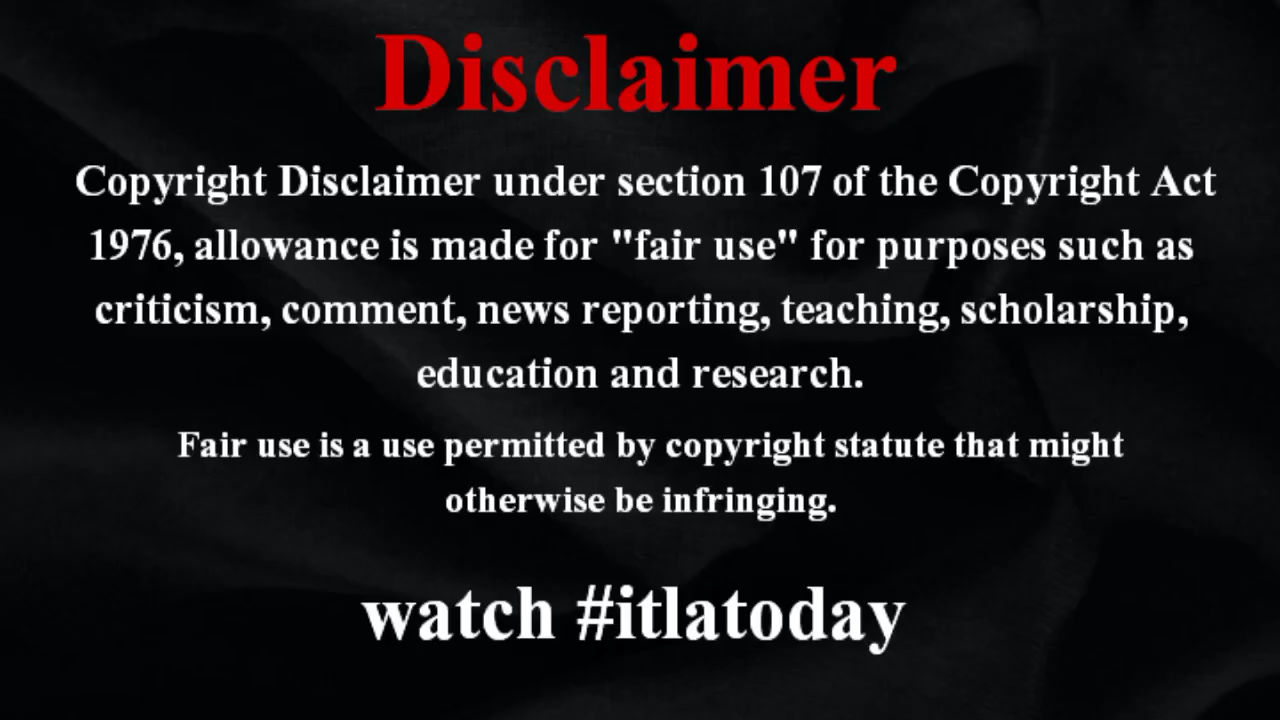 Disclaimer
Copyright Disclaimer under section 107 of the Copyright Act
1976, allowance is made for "fair use" for purposes such as
criticism, comment, news reporting, teaching, scholarship,
education and research.
Fair use is a use permitted by copyright statute that might
otherwise be infringing.
watch #itlatoday